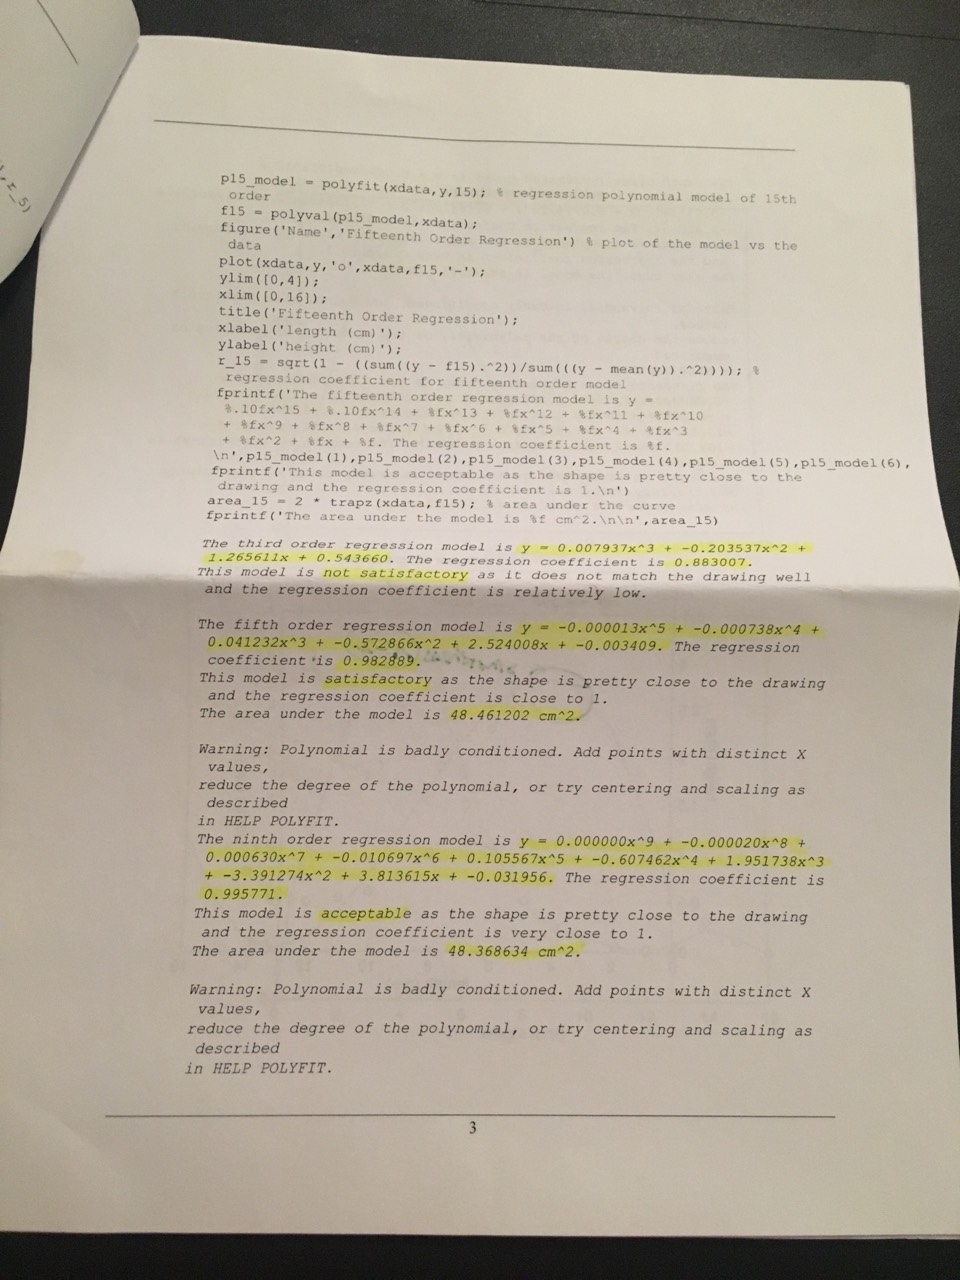 , r_5)
p15_model = polyfit(xdata,y,15); % regression polynomial model of 15th
order
f15 = polyval(p15_model,xdata);
figure('Name','Fifteenth Order Regression') % plot of the model vs the
data
plot(xdata,y,'o',xdata,f15,'-');
ylim([0,4]);
xlim([0,16]);
title('Fifteenth Order Regression');
xlabel('length (cm)');
ylabel('height (cm)');
r_15 = sqrt(1 - ((sum((y - f15).^2))/sum(((y - mean(y)).^2)))); %
regression coefficient for fifteenth order model
fprintf('The fifteenth order regression model is y =
%.10fx^15 + %.10fx^14 + %fx^13 + %fx^12 + %fx^11 + %fx^10
+ %fx^9 + %fx^8 + %fx^7 + %fx^6 + %fx^5 + %fx^4 + %fx^3
+ %fx^2 + %fx + %f. The regression coefficient is %f.
\n',p15_model(1),p15_model(2),p15_model(3),p15_model(4),p15_model(5),p15_model(6),
fprintf('This model is acceptable as the shape is pretty close to the
drawing and the regression coefficient is 1.\n')
area_15 = 2 * trapz(xdata,f15); % area under the curve
fprintf('The area under the model is %f cm^2.\n\n',area_15)
The third order regression model is y = 0.007937x^3 + -0.203537x^2 +
1.265611x + 0.543660. The regression coefficient is 0.883007.
This model is not satisfactory as it does not match the drawing well
and the regression coefficient is relatively low.
The fifth order regression model is y = -0.000013x^5 + -0.000738x^4 +
0.041232x^3 + -0.572866x^2 + 2.524008x + -0.003409. The regression
coefficient is 0.982889.
This model is satisfactory as the shape is pretty close to the drawing
and the regression coefficient is close to 1.
The area under the model is 48.461202 cm^2.
Warning: Polynomial is badly conditioned. Add points with distinct X
values,
reduce the degree of the polynomial, or try centering and scaling as
described
in HELP POLYFIT.
The ninth order regression model is y = 0.000000x^9 + -0.000020x^8 +
0.000630x^7 + -0.010697x^6 + 0.105567x^5 + -0.607462x^4 + 1.951738x^3
+ -3.391274x^2 + 3.813615x + -0.031956. The regression coefficient is
0.995771.
This model is acceptable as the shape is pretty close to the drawing
and the regression coefficient is very close to 1.
The area under the model is 48.368634 cm^2.
Warning: Polynomial is badly conditioned. Add points with distinct X
values,
reduce the degree of the polynomial, or try centering and scaling as
described
in HELP POLYFIT.
3